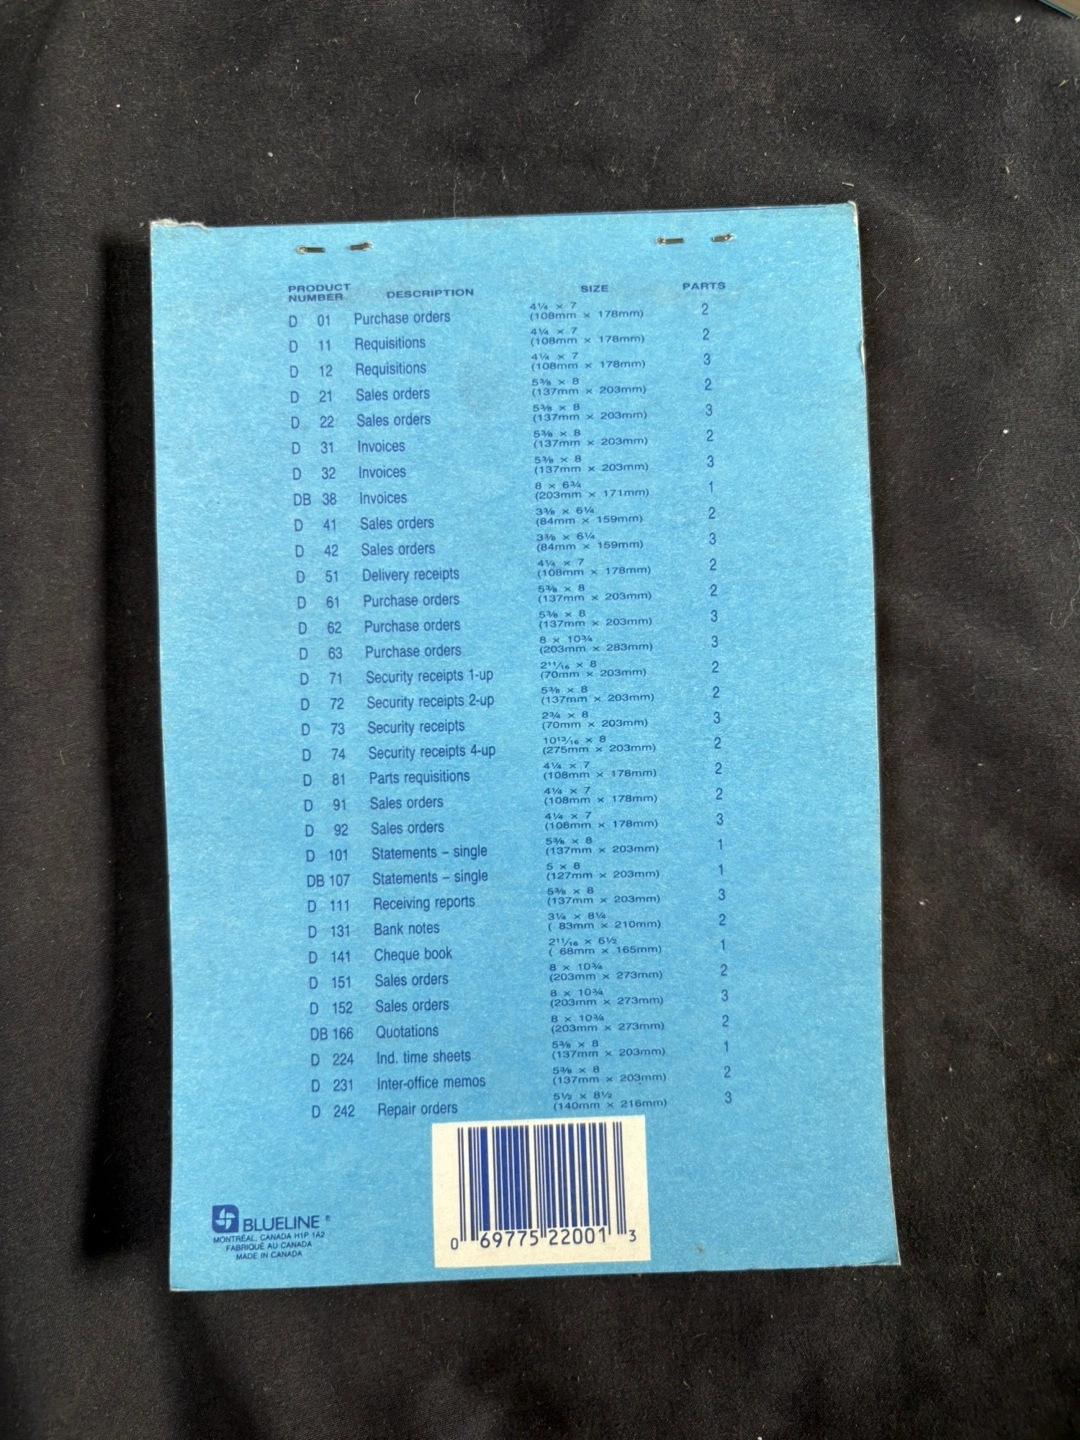 PRODUCT NUMBER DESCRIPTION SIZE PARTS
D 01 Purchase orders 4¼ × 7 (108mm × 178mm) 2
D 11 Requisitions 4¼ × 7 (108mm × 178mm) 2
D 12 Requisitions 4¼ × 7 (108mm × 178mm) 3
D 21 Sales orders 5⅜ × 8 (137mm × 203mm) 2
D 22 Sales orders 5⅜ × 8 (137mm × 203mm) 3
D 31 Invoices 5⅜ × 8 (137mm × 203mm) 2
D 32 Invoices 5⅜ × 8 (137mm × 203mm) 3
DB 38 Invoices 8 × 6¾ (203mm × 171mm) 1
D 41 Sales orders 3⅜ × 6¼ (84mm × 159mm) 2
D 42 Sales orders 3⅜ × 6¼ (84mm × 159mm) 3
D 51 Delivery receipts 4¼ × 7 (108mm × 178mm) 2
D 61 Purchase orders 5⅜ × 8 (137mm × 203mm) 2
D 62 Purchase orders 5⅜ × 8 (137mm × 203mm) 3
D 63 Purchase orders 8 × 10¾ (203mm × 283mm) 3
D 71 Security receipts 1-up 2¹¹/₁₆ × 8 (70mm × 203mm) 2
D 72 Security receipts 2-up 5⅜ × 8 (137mm × 203mm) 2
D 73 Security receipts 2¾ × 8 (70mm × 203mm) 3
D 74 Security receipts 4-up 10¹³/₁₆ × 8 (275mm × 203mm) 2
D 81 Parts requisitions 4¼ × 7 (108mm × 178mm) 2
D 91 Sales orders 4¼ × 7 (108mm × 178mm) 2
D 92 Sales orders 4¼ × 7 (108mm × 178mm) 3
D 101 Statements – single 5⅜ × 8 (137mm × 203mm) 1
DB 107 Statements – single 5 × 8 (127mm × 203mm) 1
D 111 Receiving reports 5⅜ × 8 (137mm × 203mm) 3
D 131 Bank notes 3¼ × 8¼ ( 83mm × 210mm) 2
D 141 Cheque book 2¹¹/₁₆ × 6½ ( 68mm × 165mm) 1
D 151 Sales orders 8 × 10¾ (203mm × 273mm) 2
D 152 Sales orders 8 × 10¾ (203mm × 273mm) 3
DB 166 Quotations 8 × 10¾ (203mm × 273mm) 2
D 224 Ind. time sheets 5⅜ × 8 (137mm × 203mm) 1
D 231 Inter-office memos 5⅜ × 8 (137mm × 203mm) 2
D 242 Repair orders 5½ × 8½ (140mm × 216mm) 3
BLUELINE®
MONTRÉAL, CANADA H1P 1A2
FABRIQUÉ AU CANADA
MADE IN CANADA
0 69775 22001 3